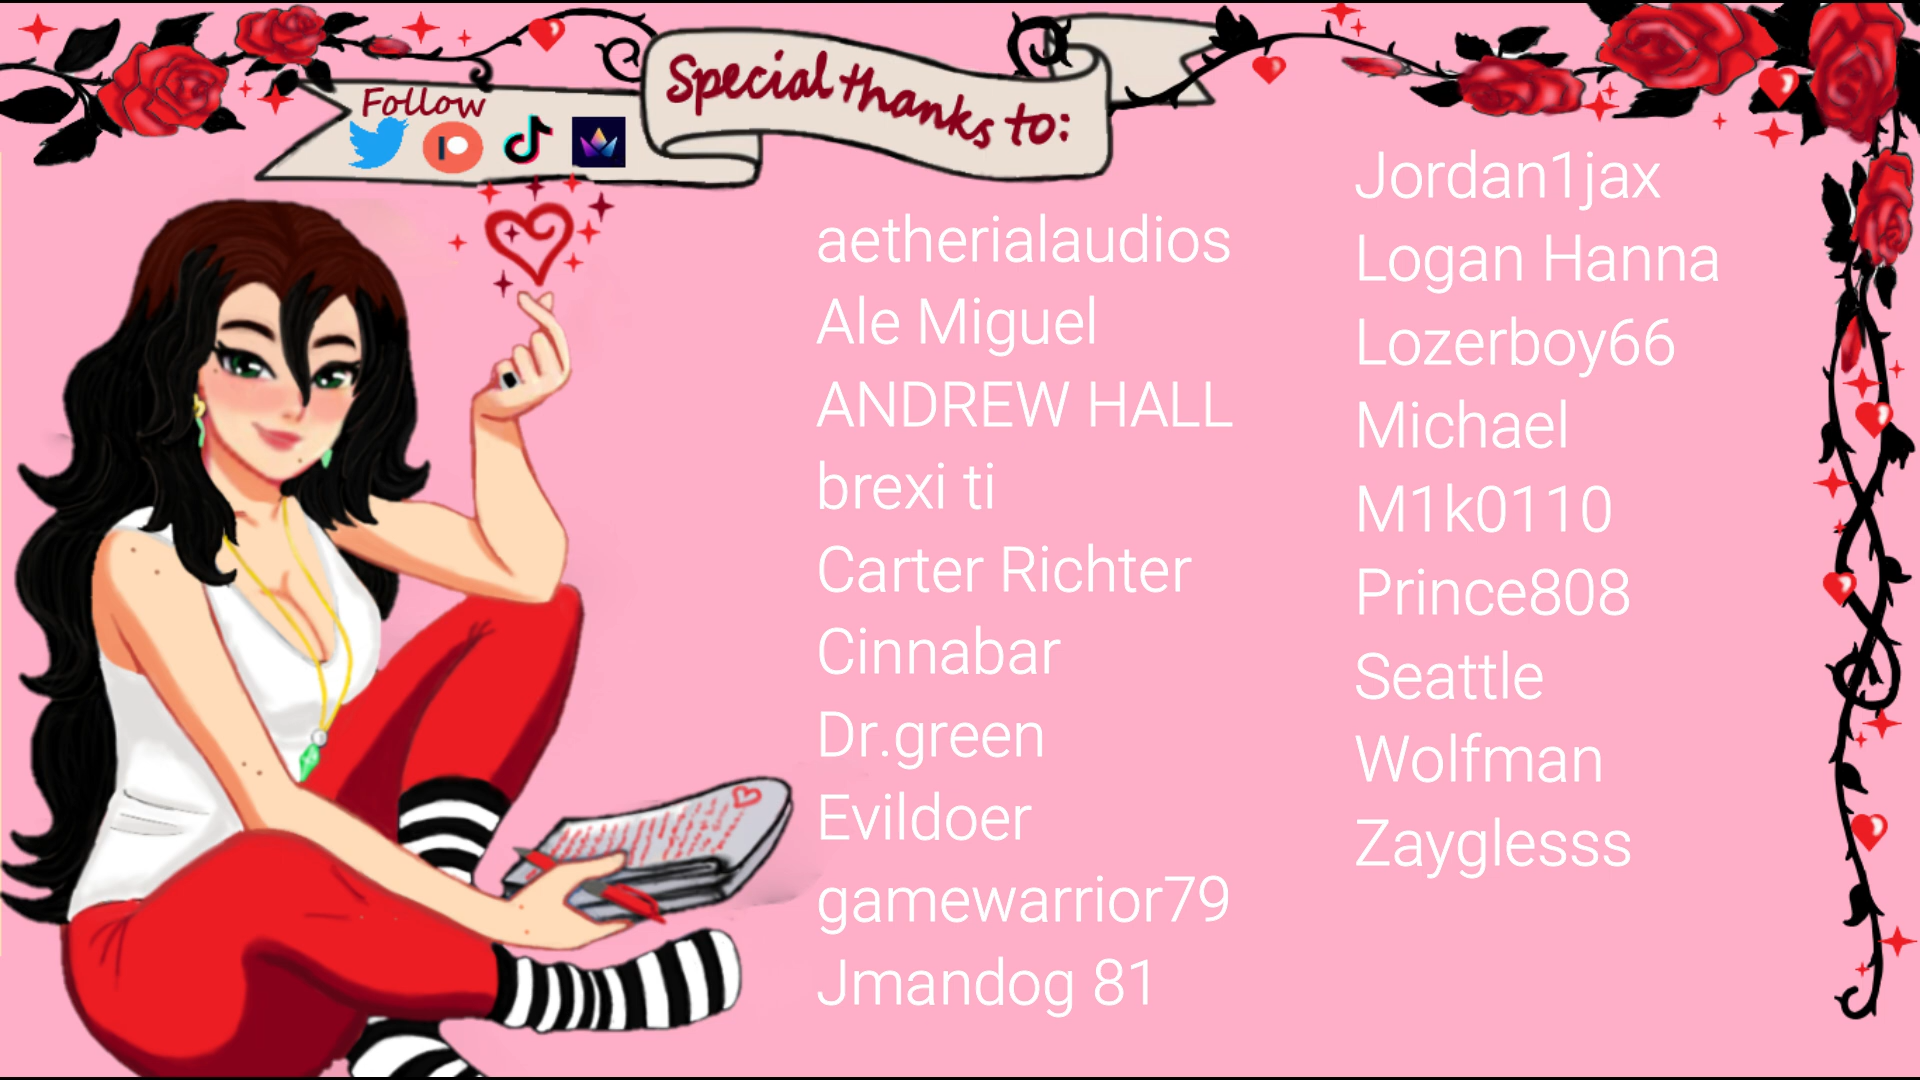 Follow
Special thanks to:
aetherialaudios
Ale Miguel
ANDREW HALL
brexi ti
Carter Richter
Cinnabar
Dr.green
Evildoer
gamewarrior79
Jmandog 81
Jordan1jax
Logan Hanna
Lozerboy66
Michael
M1k0110
Prince808
Seattle
Wolfman
Zayglesss